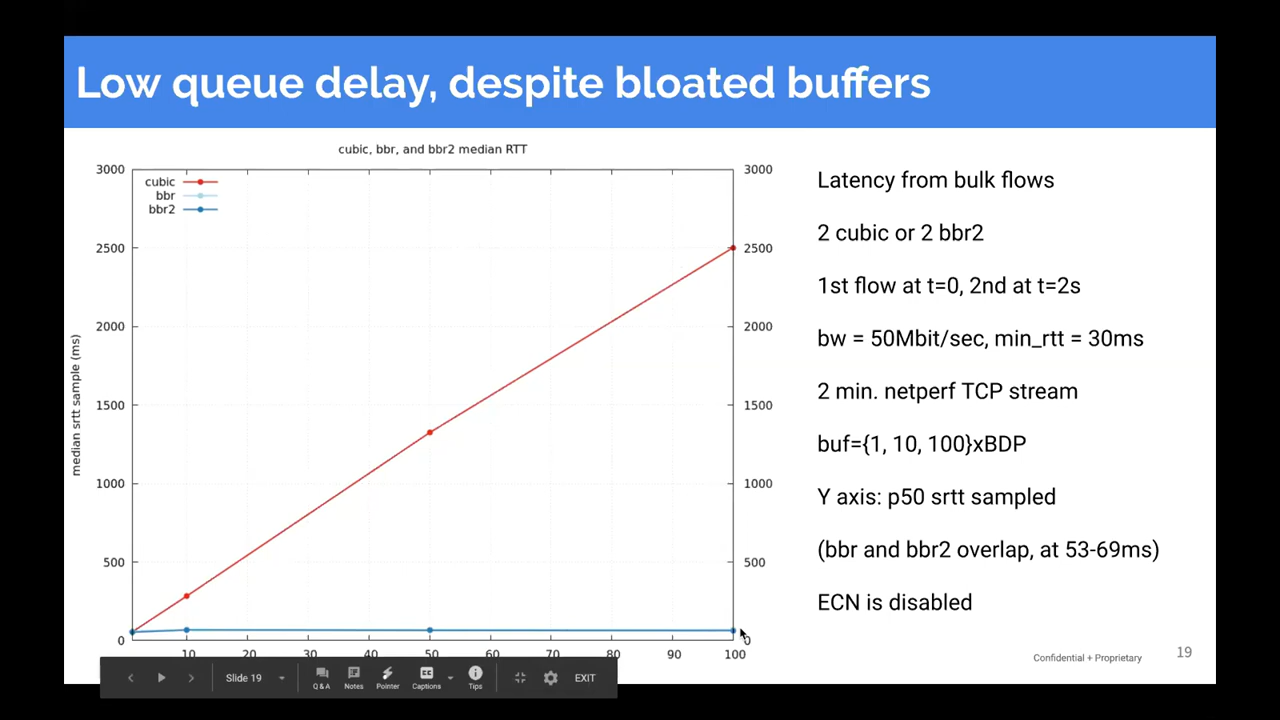 Low queue delay, despite bloated buffers
cubic, bbr, and bbr2 median RTT
3000
2500
2000
1500
1000
500
0
median srtt sample (ms)
cubic
bbr
bbr2
3000
2500
2000
1500
1000
500
0
10 20 30 40 50 60 70 80 90 100
Latency from bulk flows
2 cubic or 2 bbr2
1st flow at t=0, 2nd at t=2s
bw = 50Mbit/sec, min_rtt = 30ms
2 min. netperf TCP stream
buf={1, 10, 100}xBDP
Y axis: p50 srtt sampled
(bbr and bbr2 overlap, at 53-69ms)
ECN is disabled
Confidential + Proprietary
19
Slide 19
Q & A
Notes
Pointer
Captions
Tips
EXIT